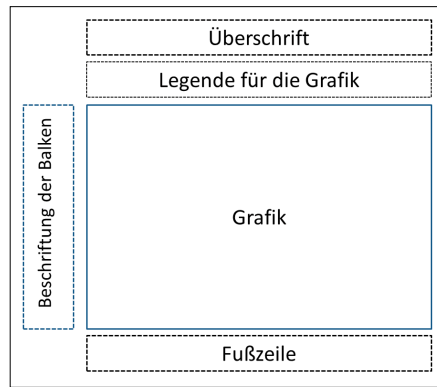 Überschrift
Legende für die Grafik
Beschriftung der Balken
Grafik
Fußzeile